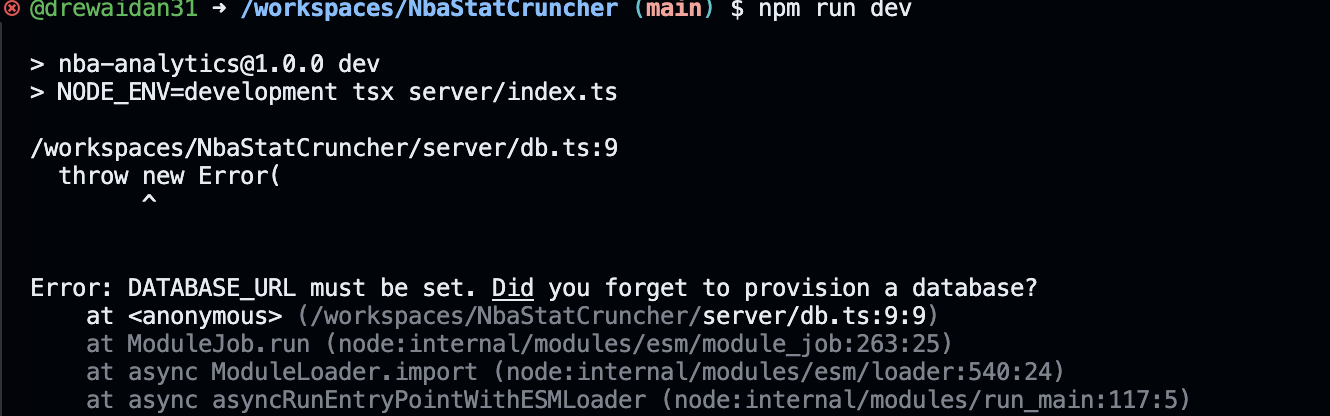 @drewaidan31 → /workspaces/NbaStatCruncher (main) $ npm run dev
> nba-analytics@1.0.0 dev
> NODE_ENV=development tsx server/index.ts
/workspaces/NbaStatCruncher/server/db.ts:9
throw new Error(
^
Error: DATABASE_URL must be set. Did you forget to provision a database?
at <anonymous> (/workspaces/NbaStatCruncher/server/db.ts:9:9)
at ModuleJob.run (node:internal/modules/esm/module_job:263:25)
at async ModuleLoader.import (node:internal/modules/esm/loader:540:24)
at async asyncRunEntryPointWithESMLoader (node:internal/modules/run_main:117:5)